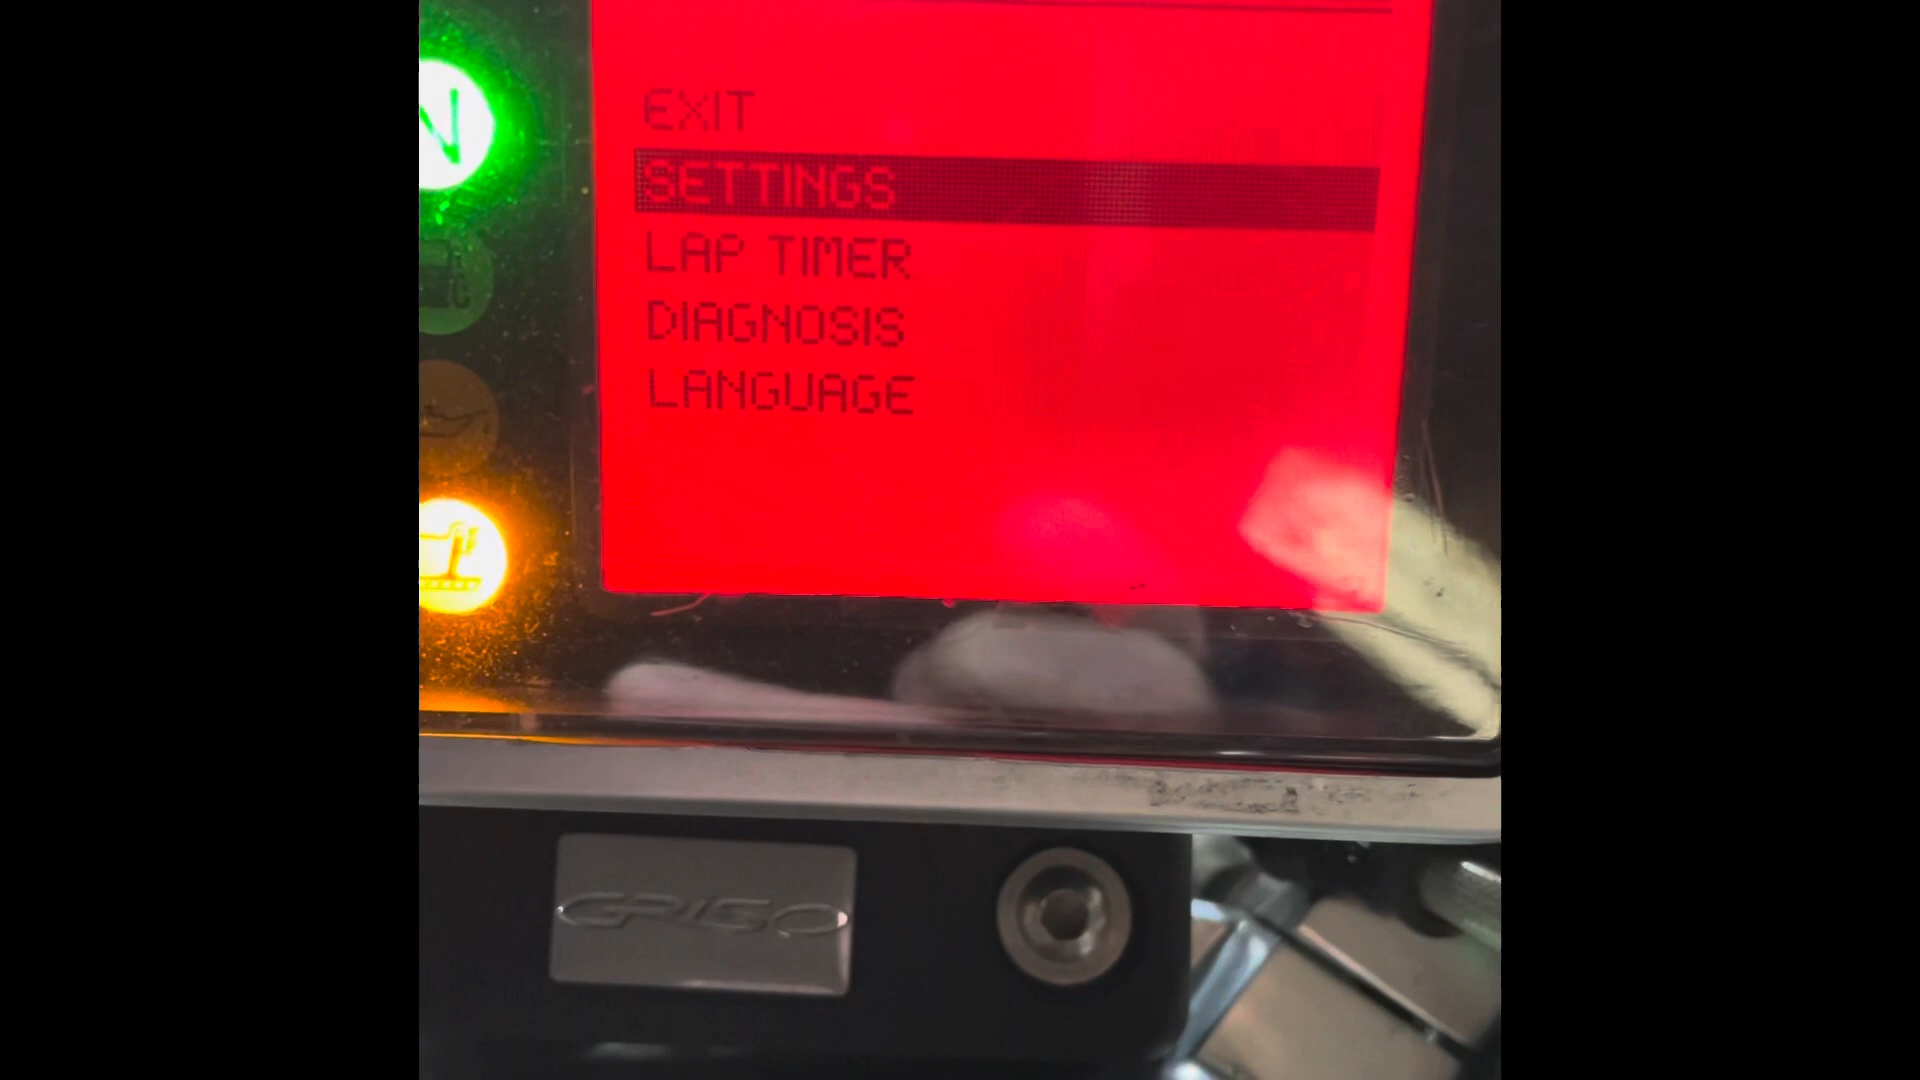 EXIT
N
SETTINGS
LAP TIMER
DIAGNOSIS
LANGUAGE
GRISO